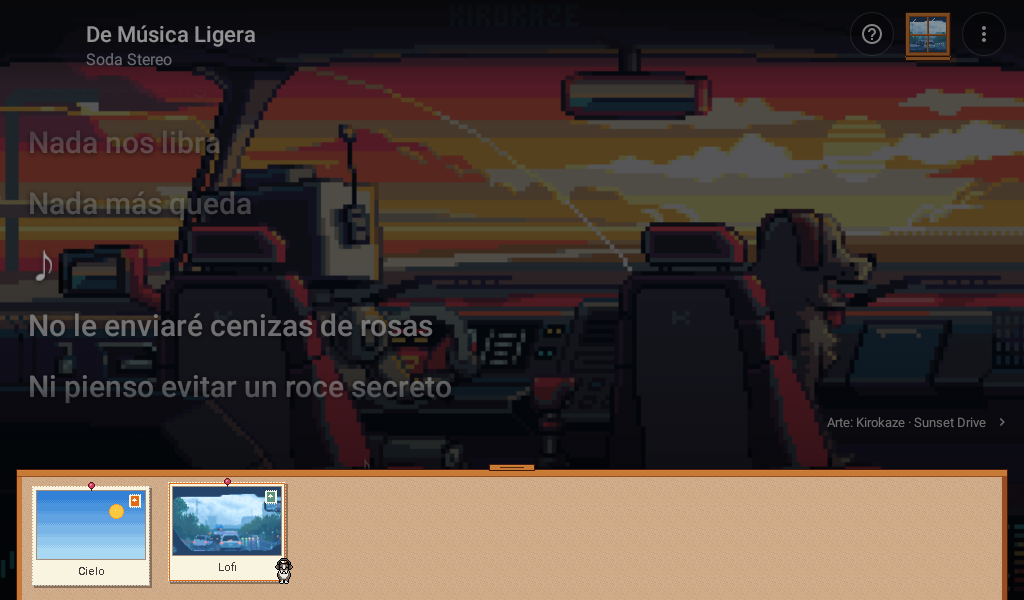 KIROKAZE
De Música Ligera
Soda Stereo
Nada nos libra
Nada más queda
No le enviaré cenizas de rosas
Ni pienso evitar un roce secreto
Arte: Kirokaze · Sunset Drive
Cielo
Lofi